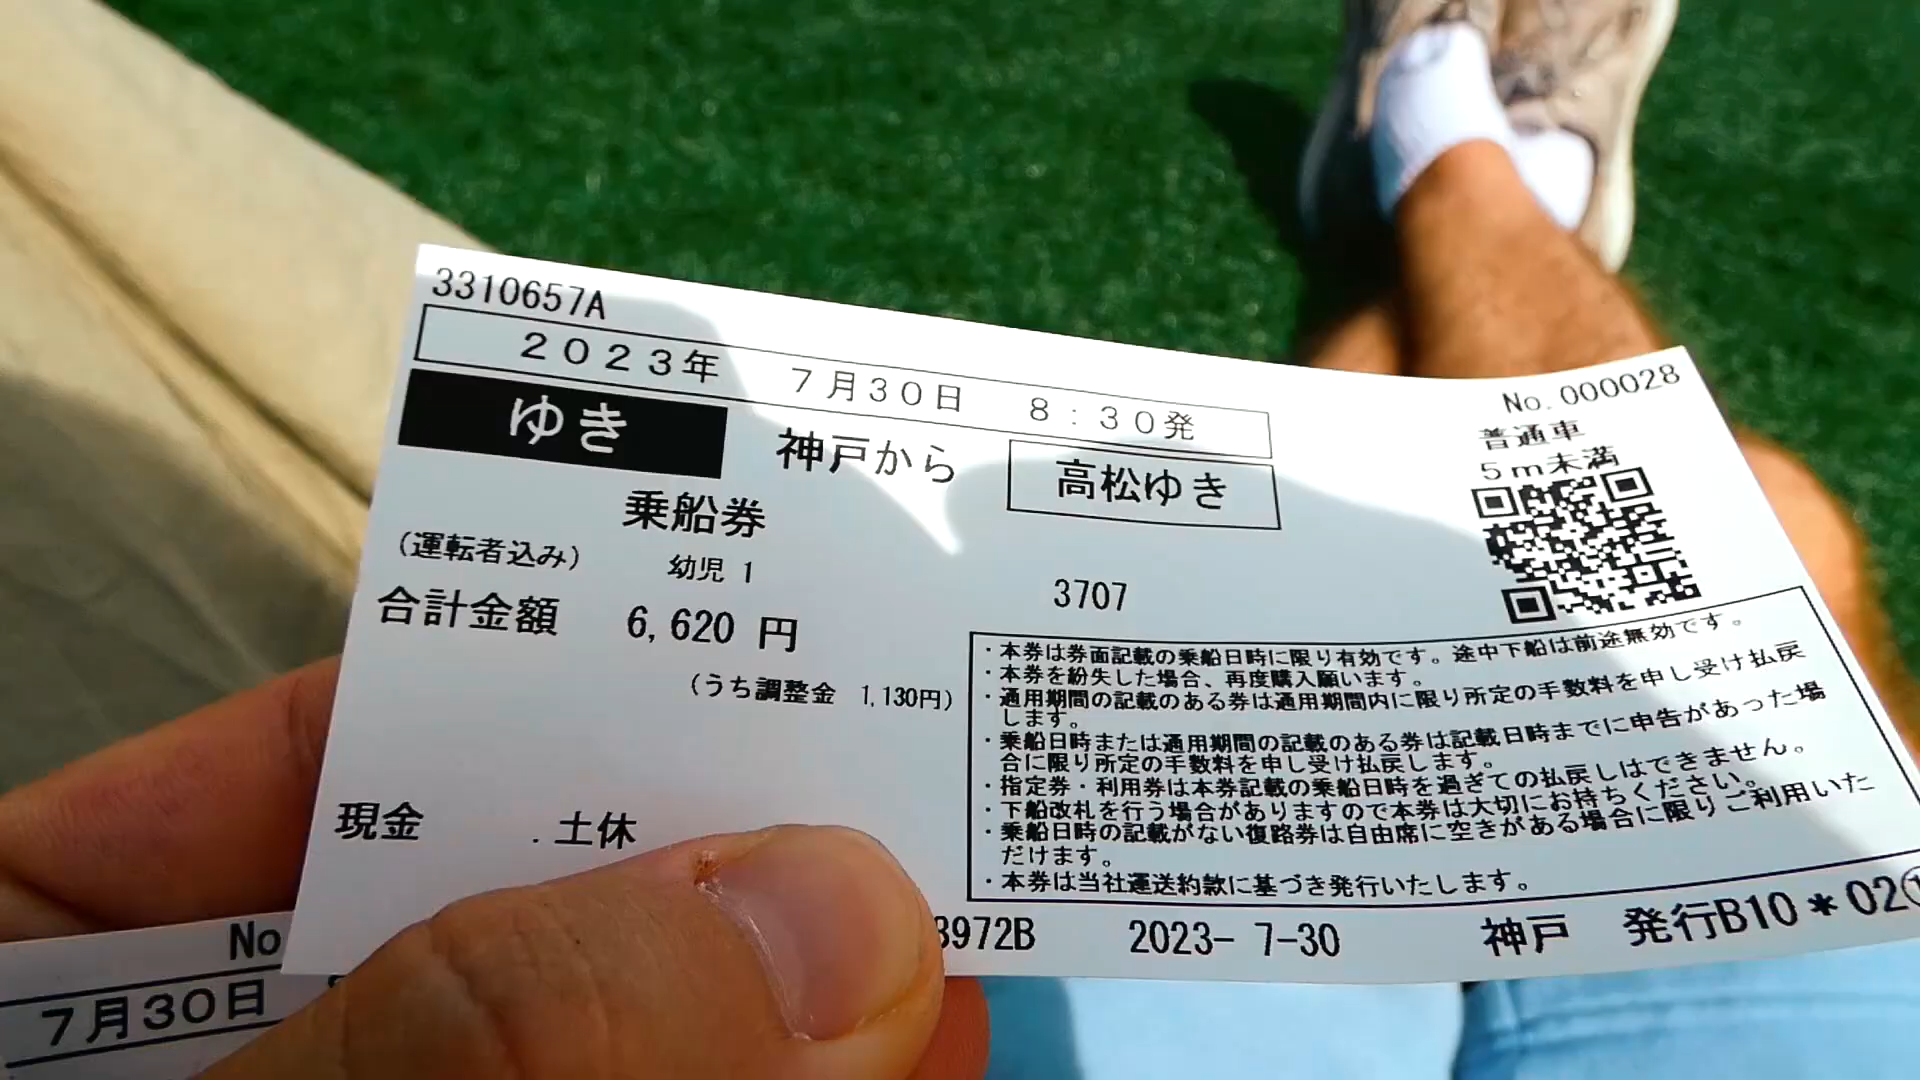 3310657A
2023年 7月30日 8:30発
No.000028
ゆき 神戸から 高松ゆき
普通車
5m未満
乗船券
(運転者込み) 幼児 1
3707
合計金額 6,620 円
(うち調整金 1,130円)
・本券は券面記載の乗船日時に限り有効です。途中下船は前途無効です。
・本券を紛失した場合、再度購入願います。
・通用期間の記載のある券は通用期間内に限り所定の手数料を申し受け払戻
します。
・乗船日時または通用期間の記載のある券は記載日時までに申告があった場
合に限り所定の手数料を申し受け払戻します。
・指定券・利用券は本券記載の乗船日時を過ぎての払戻しはできません。
・下船改札を行う場合がありますので本券は大切にお持ちください。
・乗船日時の記載がない復路券は自由席に空きがある場合に限りご利用いた
だけます。
・本券は当社運送約款に基づき発行いたします。
現金 .土休
3972B 2023- 7-30 神戸 発行B10*02
No
7月30日